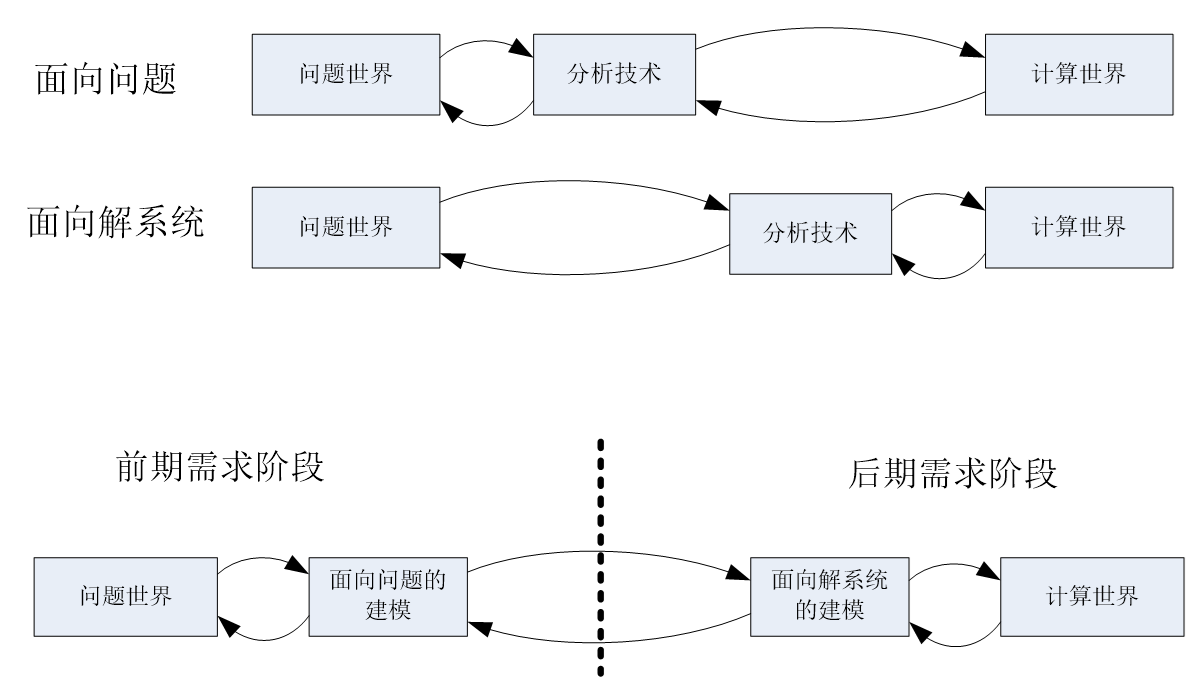 面向问题
问题世界
分析技术
计算世界
面向解系统
问题世界
分析技术
计算世界
前期需求阶段
后期需求阶段
问题世界
面向问题的
建模
面向解系统
的建模
计算世界